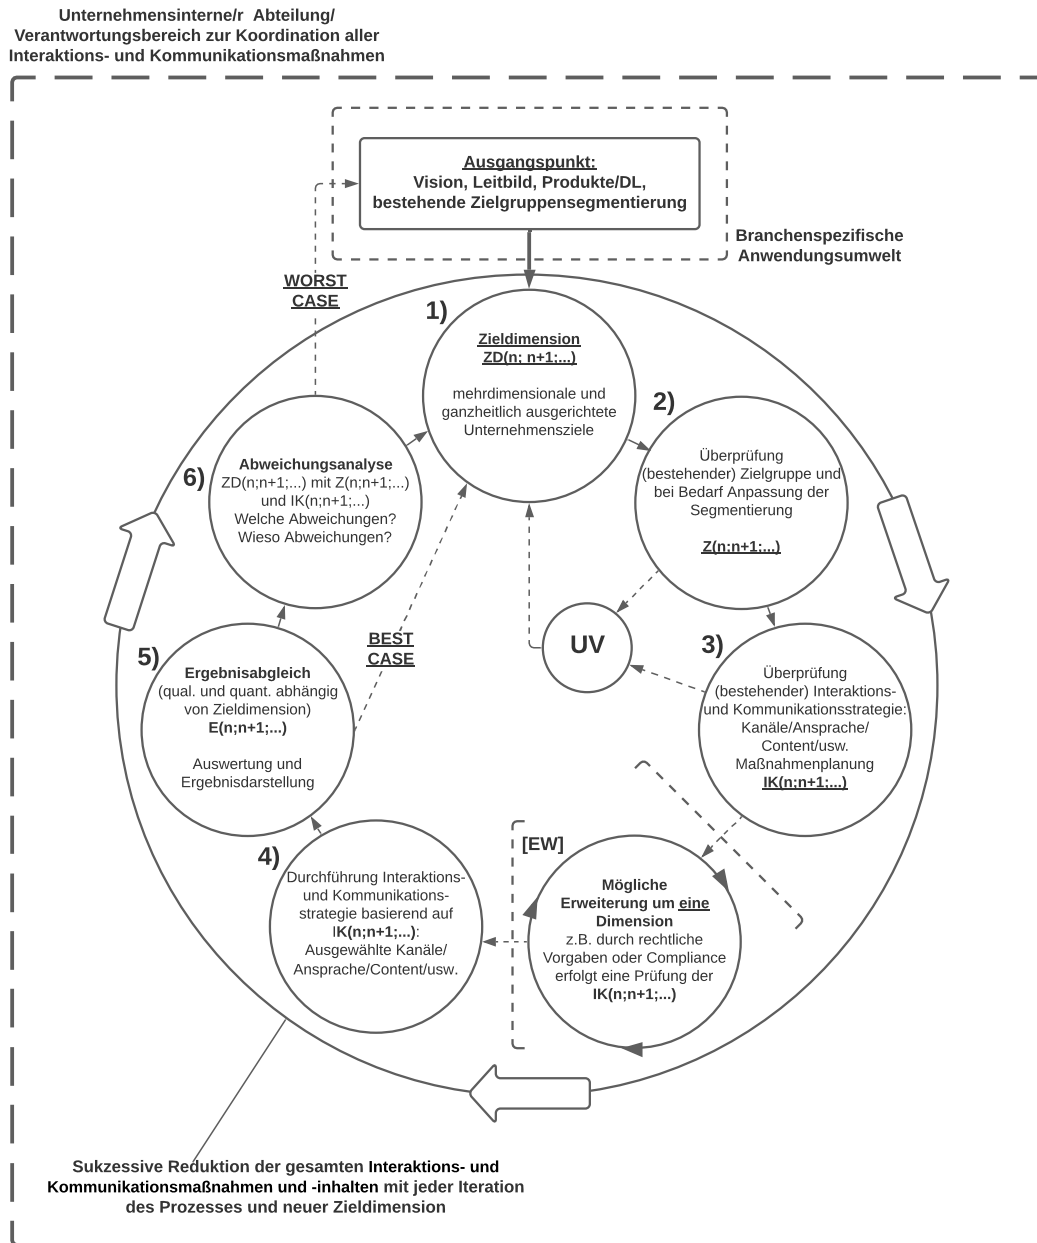 Unternehmensinterne/r Abteilung/
Verantwortungsbereich zur Koordination aller
Interaktions- und Kommunikationsmaßnahmen
Ausgangspunkt:
Vision, Leitbild, Produkte/DL,
bestehende Zielgruppensegmentierung
Branchenspezifische
Anwendungsumwelt
WORST
CASE
1)
Zieldimension
ZD(n; n+1;...)
mehrdimensionale und
ganzheitlich ausgerichtete
Unternehmensziele
2)
Überprüfung
(bestehender) Zielgruppe und
bei Bedarf Anpassung der
Segmentierung
Z(n:n+1;...)
6)
Abweichungsanalyse
ZD(n;n+1;...) mit Z(n;n+1;...)
und IK(n;n+1;...)
Welche Abweichungen?
Wieso Abweichungen?
UV
BEST
CASE
3)
Überprüfung
(bestehender) Interaktions-
und Kommunikationsstrategie:
Kanäle/Ansprache/
Content/usw.
Maßnahmenplanung
IK(n;n+1;...)
5)
Ergebnisabgleich
(qual. und quant. abhängig
von Zieldimension)
E(n;n+1;...)
Auswertung und
Ergebnisdarstellung
[EW]
Mögliche
Erweiterung um eine
Dimension
z.B. durch rechtliche
Vorgaben oder Compliance
erfolgt eine Prüfung der
IK(n;n+1;...)
4)
Durchführung Interaktions-
und Kommunikations-
strategie basierend auf
IK(n;n+1;...):
Ausgewählte Kanäle/
Ansprache/Content/usw.
Sukzessive Reduktion der gesamten Interaktions- und
Kommunikationsmaßnahmen und -inhalten mit jeder Iteration
des Prozesses und neuer Zieldimension